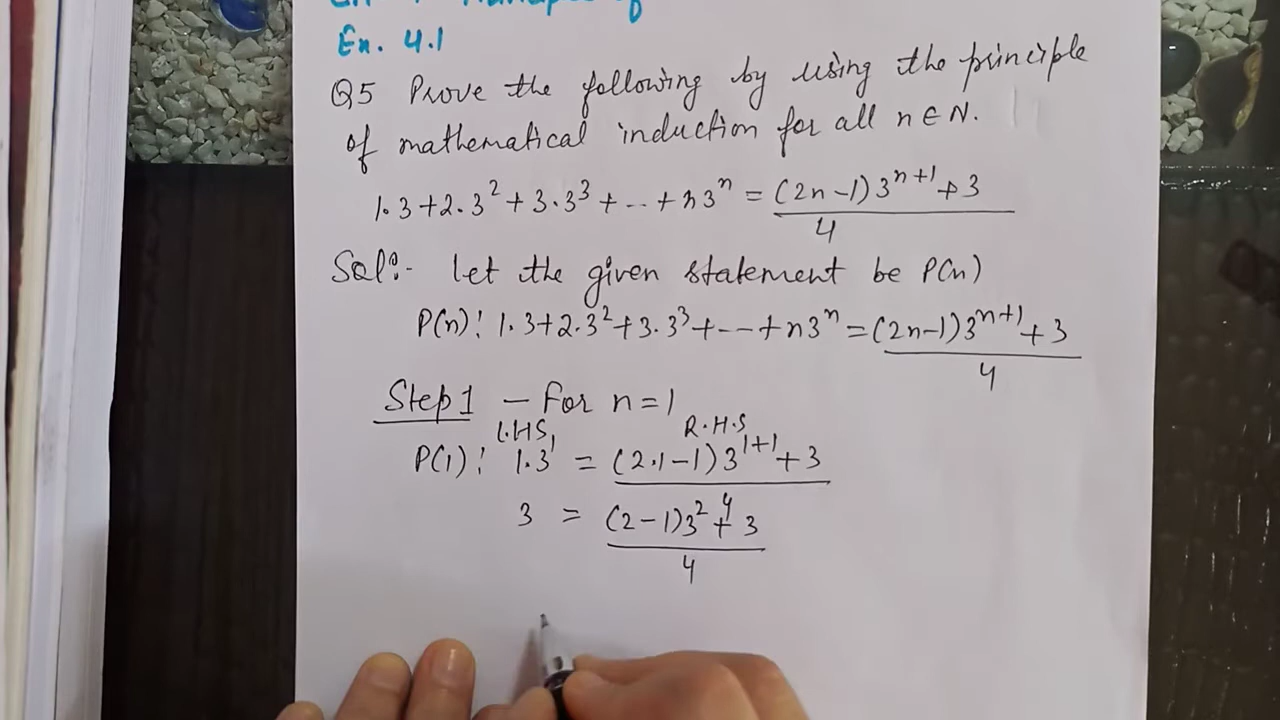 Ex. 4.1
Q5 Prove the following by using the principle
of mathematical induction for all n ∈ N.
1.3 + 2.3² + 3.3³ + -- + n3ⁿ = (2n-1)3ⁿ⁺¹ + 3
4
Sol:- Let the given statement be P(n)
P(n): 1.3 + 2.3² + 3.3³ + --- + n3ⁿ = (2n-1)3ⁿ⁺¹ + 3
4
Step 1 - For n = 1
L.HS, R.H.S
P(1): 1.3¹ = (2.1-1)3¹⁺¹ + 3
4
3 = (2-1)3² + 3
4